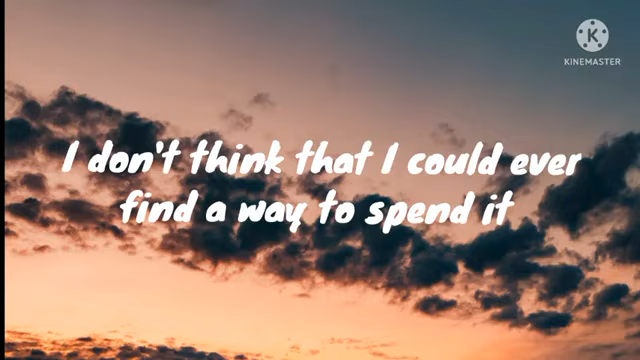 K
KINEMASTER
I don't think that I could ever
find a way to spend it